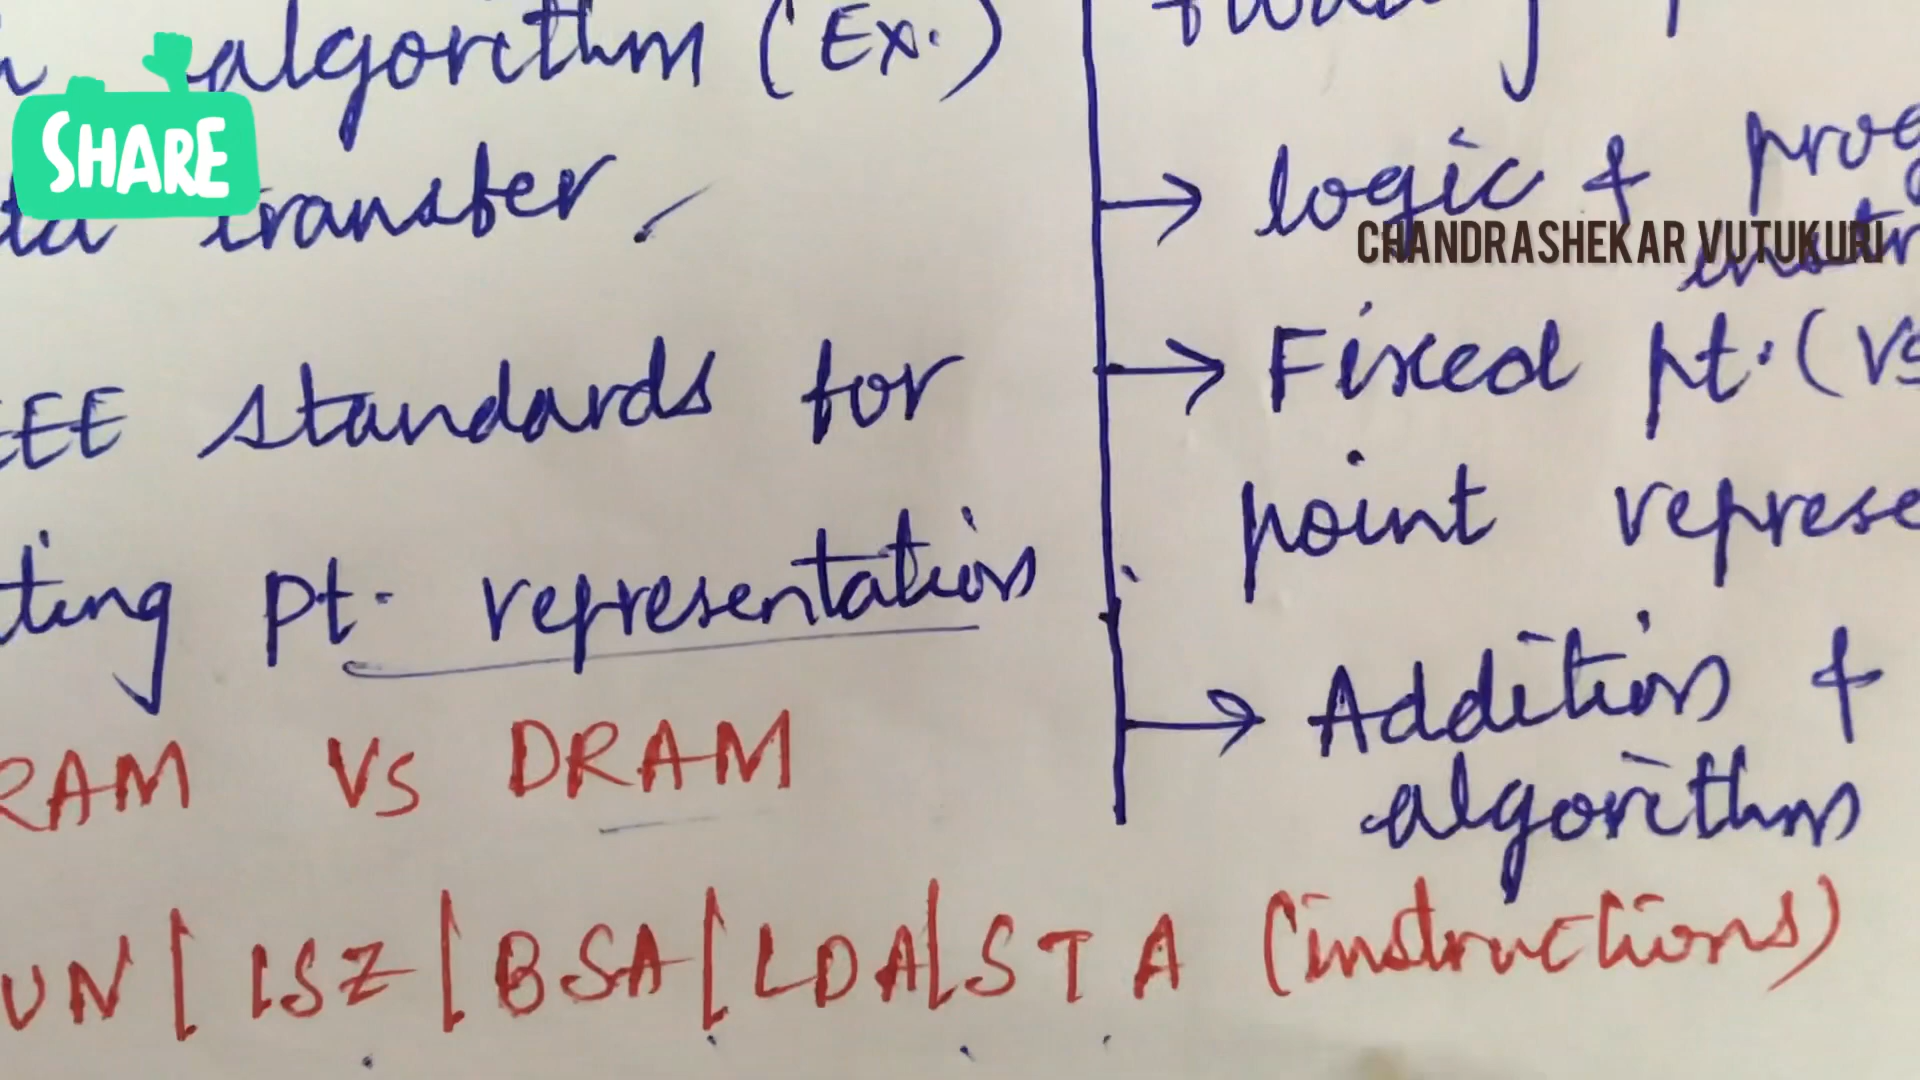 algorithm (Ex.)
SHARE
transfer
EEE standards for
ting pt. representation
RAM VS DRAM
UN | ISZ | BSA | LDA | STA (instructions)
logic & prog
CHANDRASHEKAR VUTUKURI
Fixed pt. (VS
point represe
Addition &
algorithms